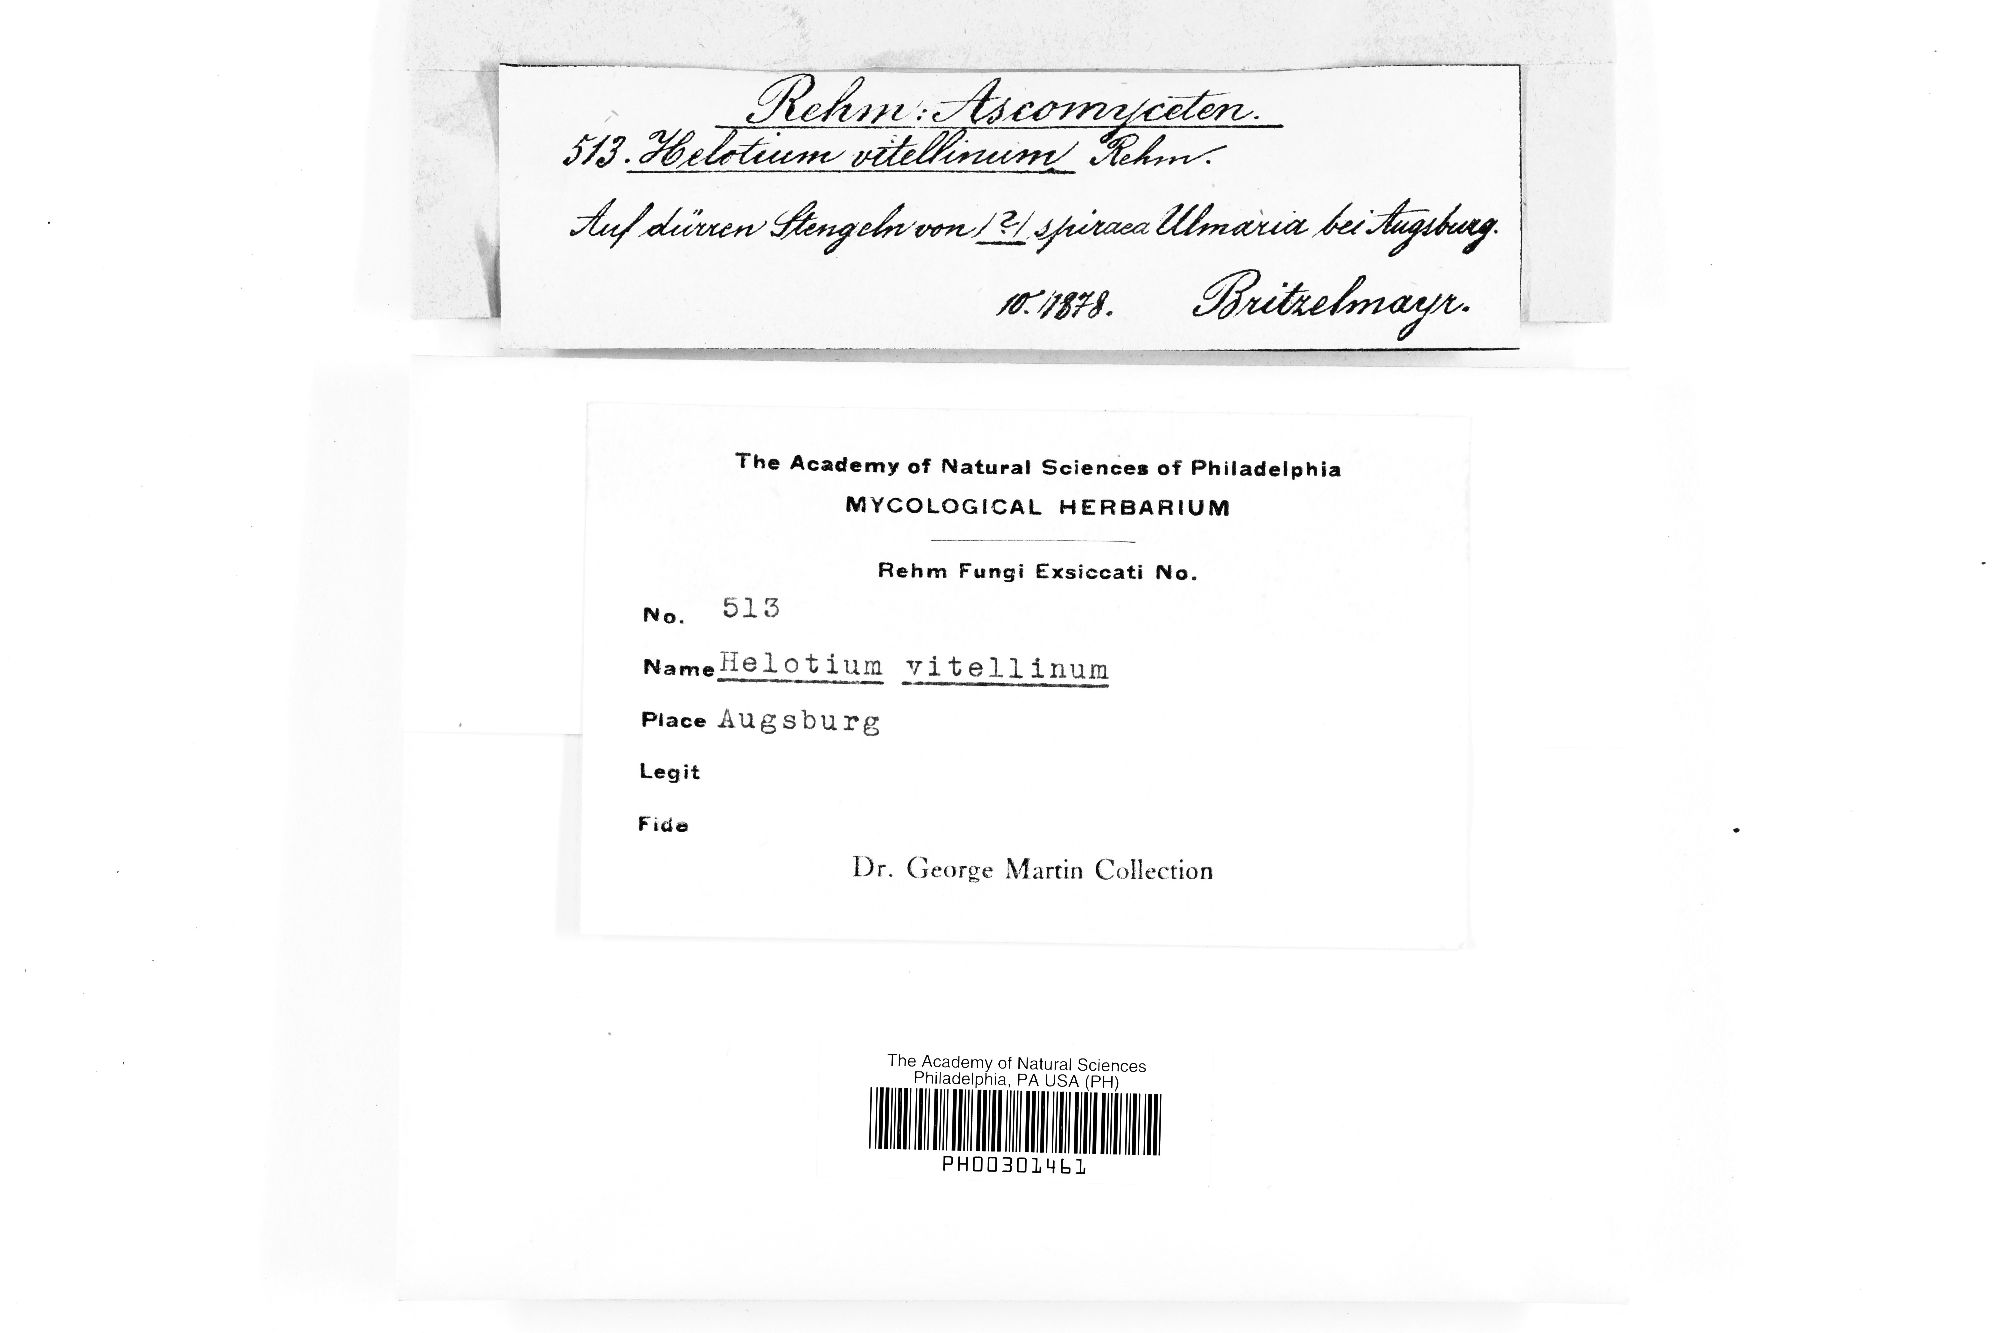 Rehm: Ascomyceten.
513. Helotium vitellinum Rehm.
Auf dürren Stengeln von (?) spiraea Ulmaria bei Augsburg.
10./1878. Britzelmayr.
The Academy of Natural Sciences of Philadelphia
MYCOLOGICAL HERBARIUM
Rehm Fungi Exsiccati No.
No. 513
Name Helotium vitellinum
Place Augsburg
Legit
Fide
Dr. George Martin Collection
The Academy of Natural Sciences
Philadelphia, PA USA (PH)
PH00301461